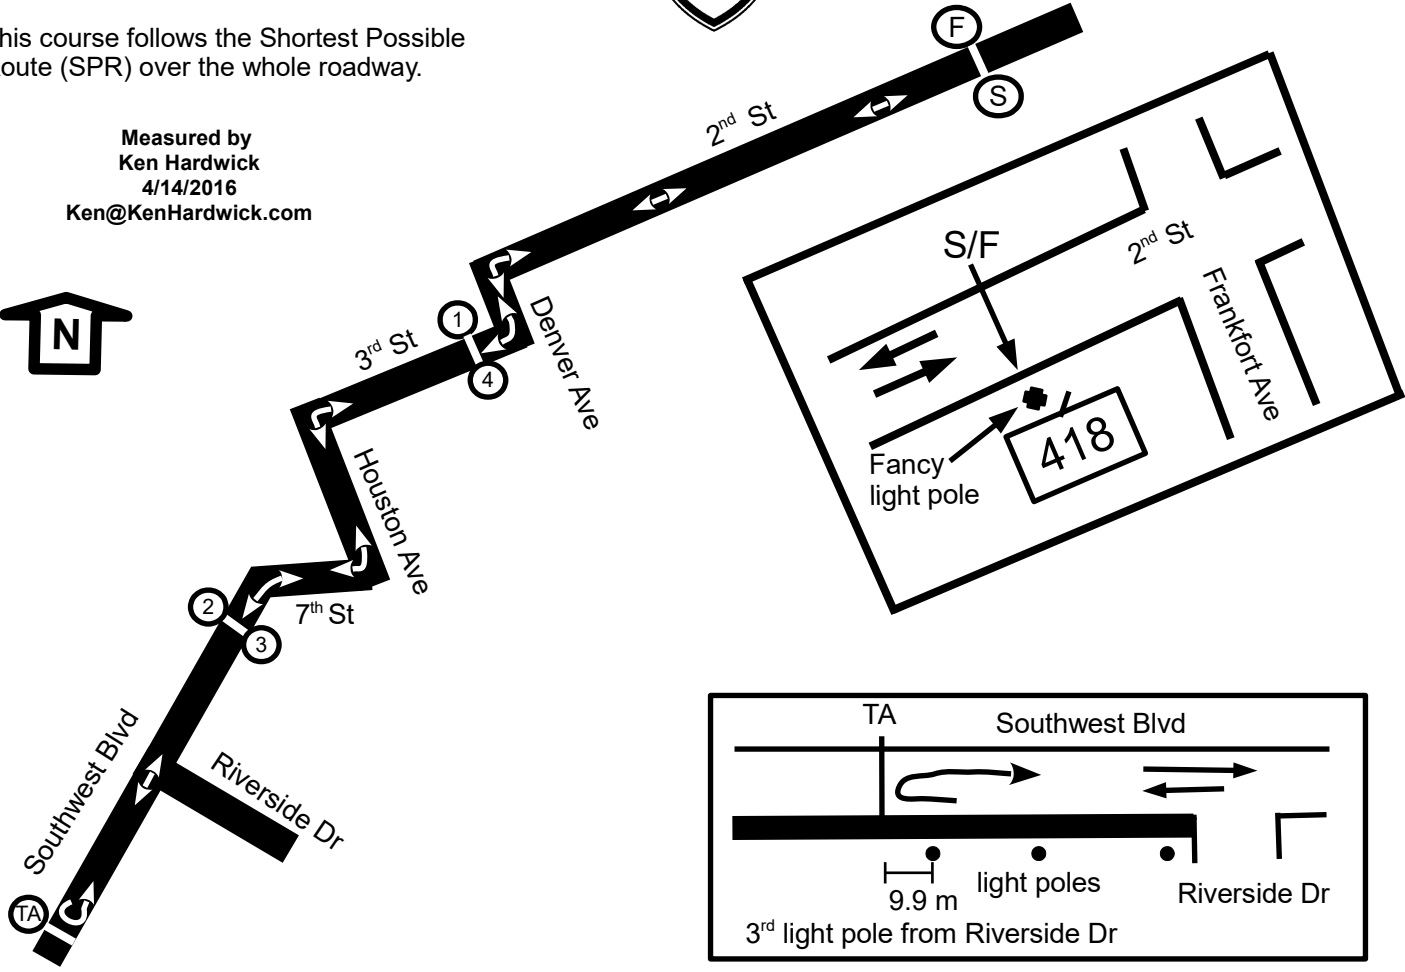 his course follows the Shortest Possible
oute (SPR) over the whole roadway.
Measured by
Ken Hardwick
4/14/2016
Ken@KenHardwick.com
N
F
S
2nd St
1
4
3rd St
Denver Ave
Houston Ave
7th St
2
3
Southwest Blvd
Riverside Dr
TA
S/F
2nd St
Frankfort Ave
Fancy
light pole
418
TA
Southwest Blvd
9.9 m
light poles
Riverside Dr
3rd light pole from Riverside Dr